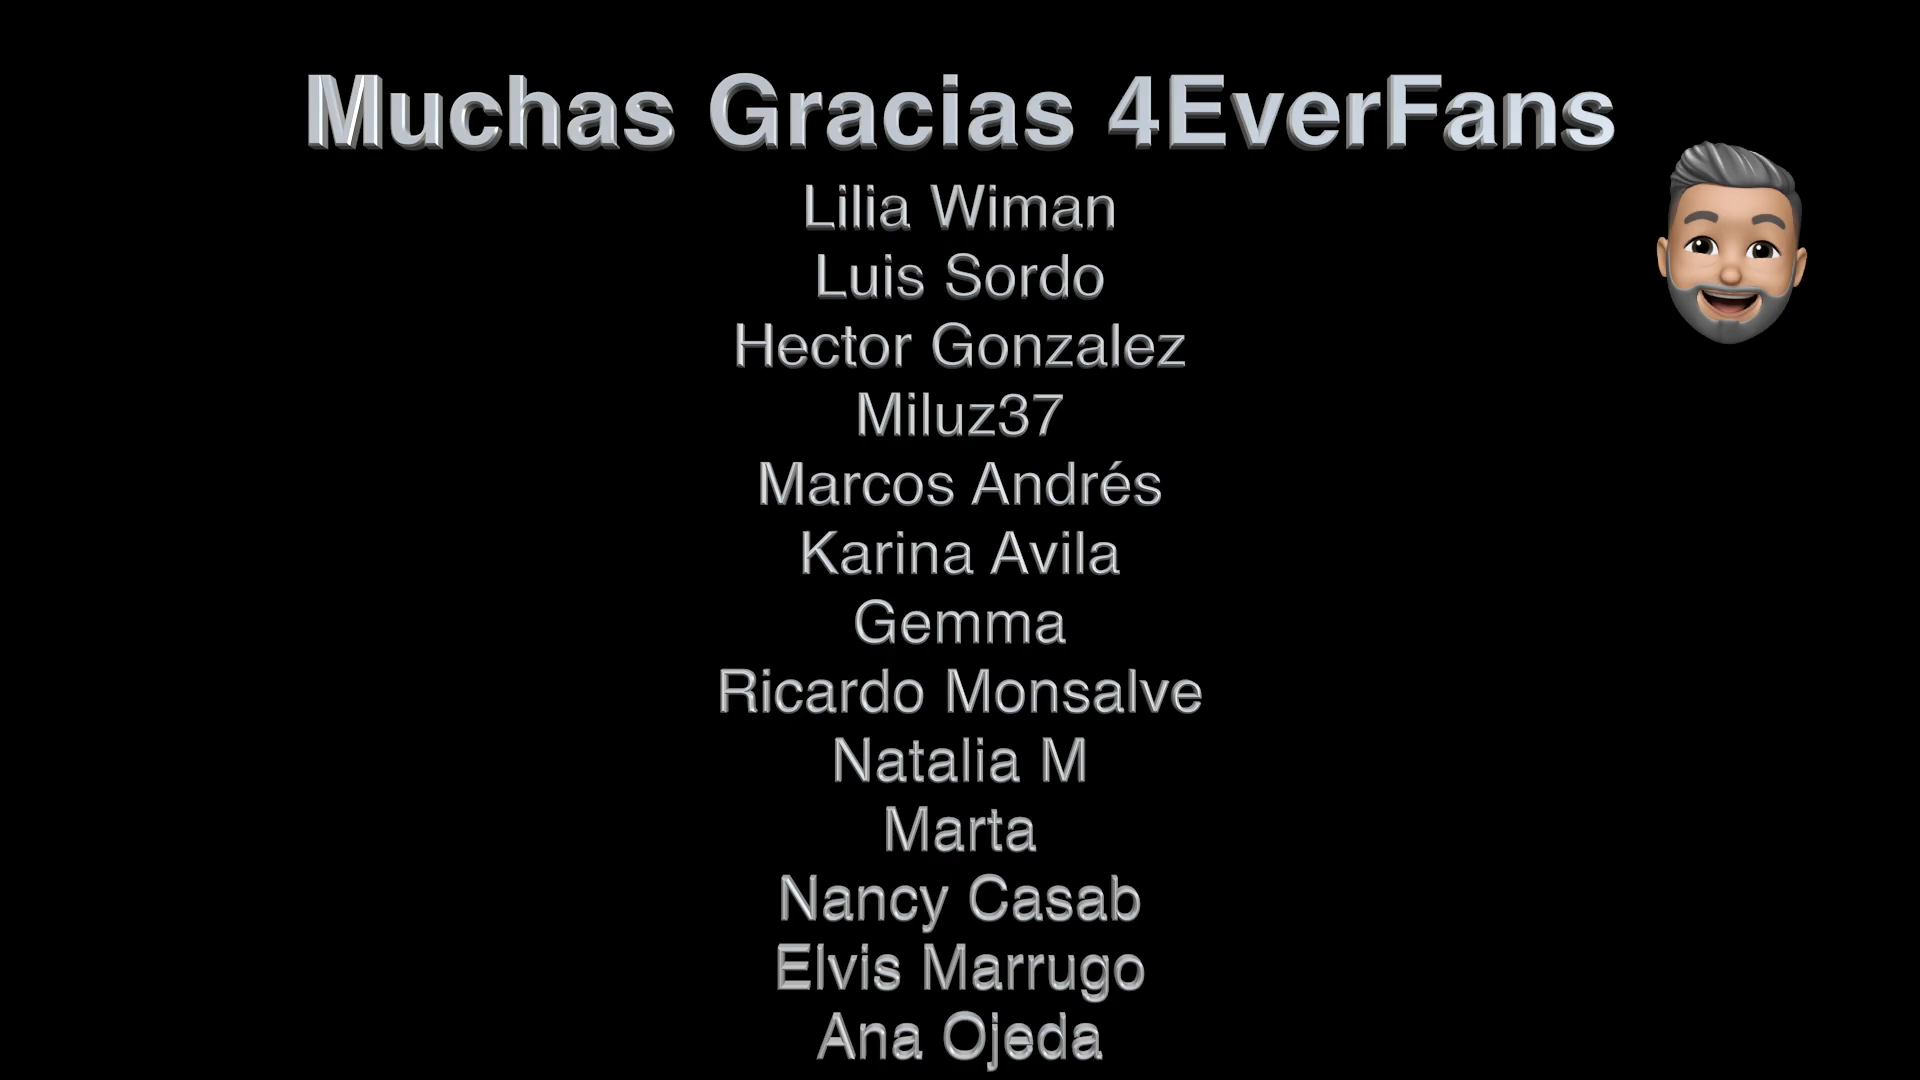 Muchas Gracias 4EverFans
Lilia Wiman
Luis Sordo
Hector Gonzalez
Miluz37
Marcos Andrés
Karina Avila
Gemma
Ricardo Monsalve
Natalia M
Marta
Nancy Casab
Elvis Marrugo
Ana Ojeda